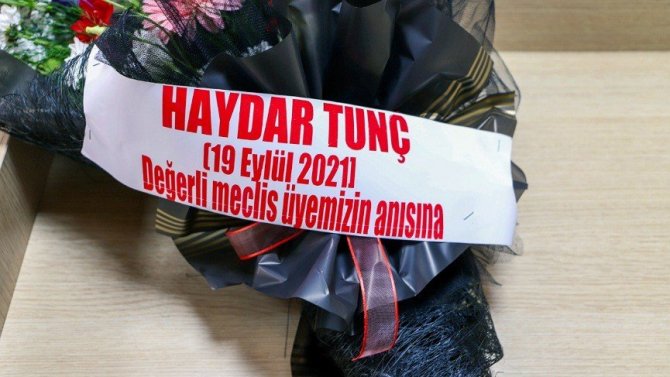 HAYDAR TUNÇ
(19 Eylül 2021)
Değerli meclis üyemizin anısına